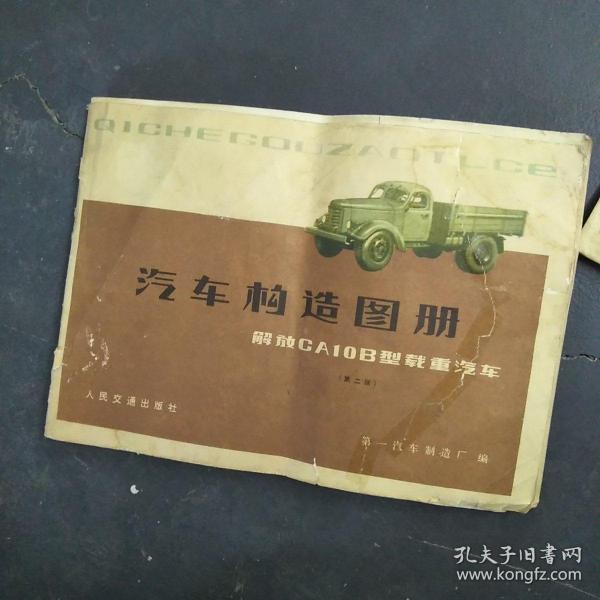 QICHEGOUZAOTUCE
汽车构造图册
解放CA10B型载重汽车
(第二版)
人民交通出版社
第一汽车制造厂 编
孔夫子旧书网
www.kongfz.com